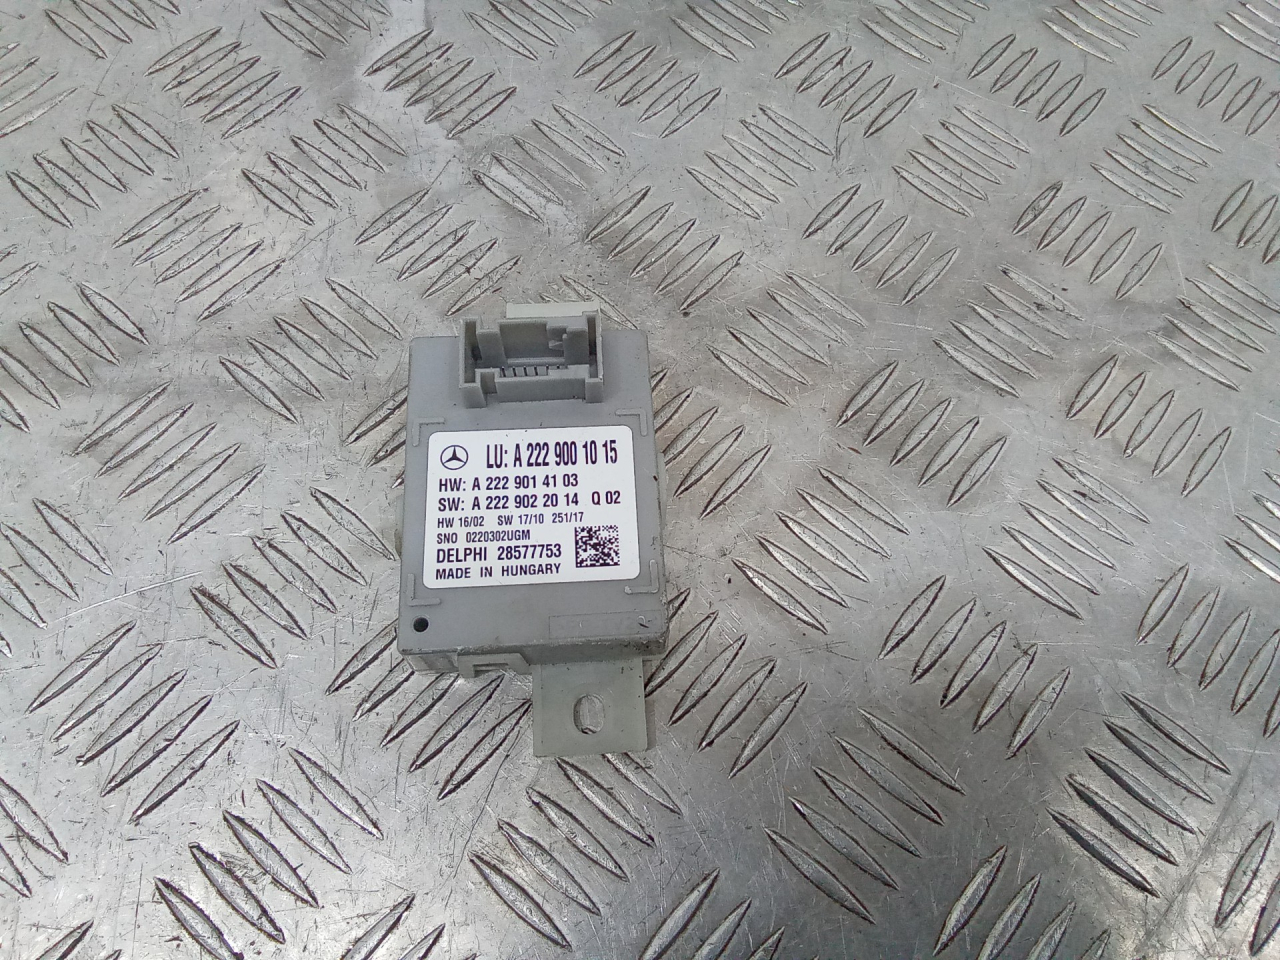 LU: A 222 900 10 15
HW: A 222 901 41 03
SW: A 222 902 20 14 Q 02
HW 16/02 SW 17/10 251/17
SNO 0220302UGM
DELPHI 28577753
MADE IN HUNGARY